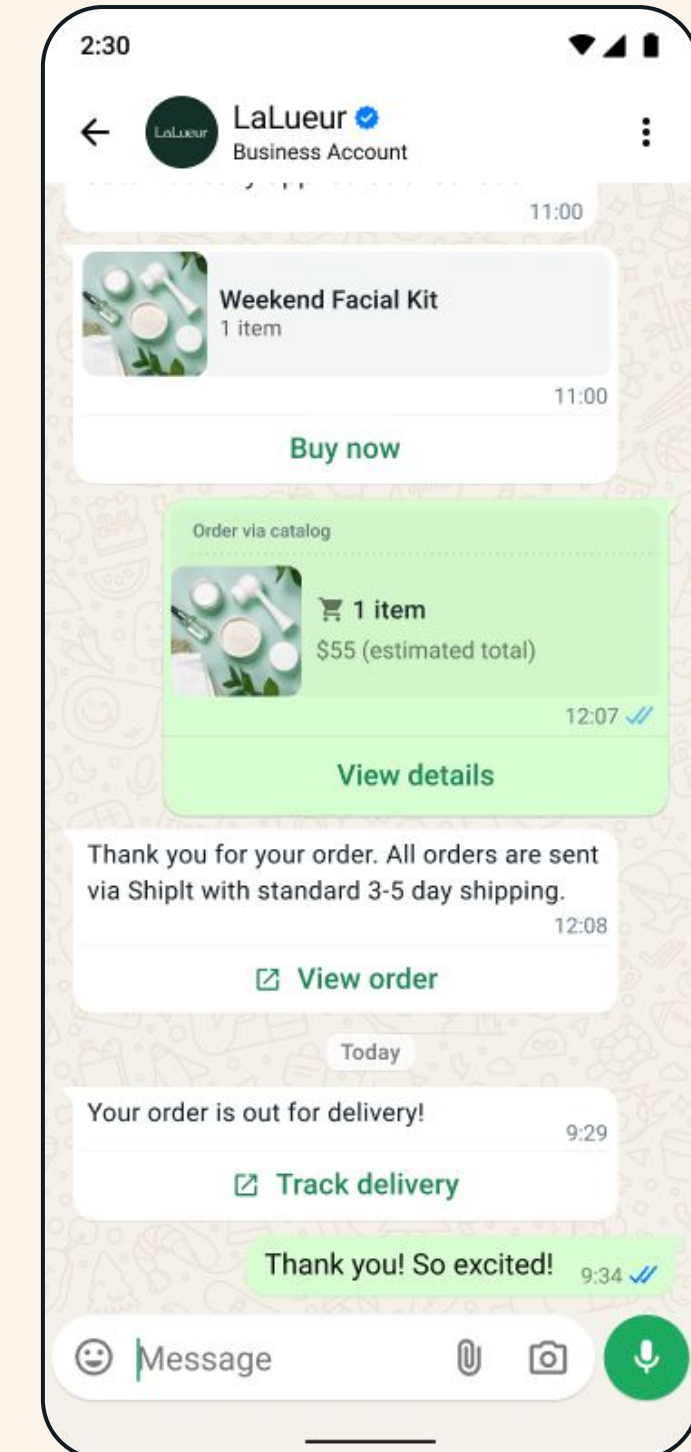 2:30
LaLueur
LaLueur
Business Account
11:00
Weekend Facial Kit
1 item
11:00
Buy now
Order via catalog
1 item
$55 (estimated total)
12:07
View details
Thank you for your order. All orders are sent
via ShipIt with standard 3-5 day shipping.
12:08
View order
Today
Your order is out for delivery!
9:29
Track delivery
Thank you! So excited! 9:34
Message